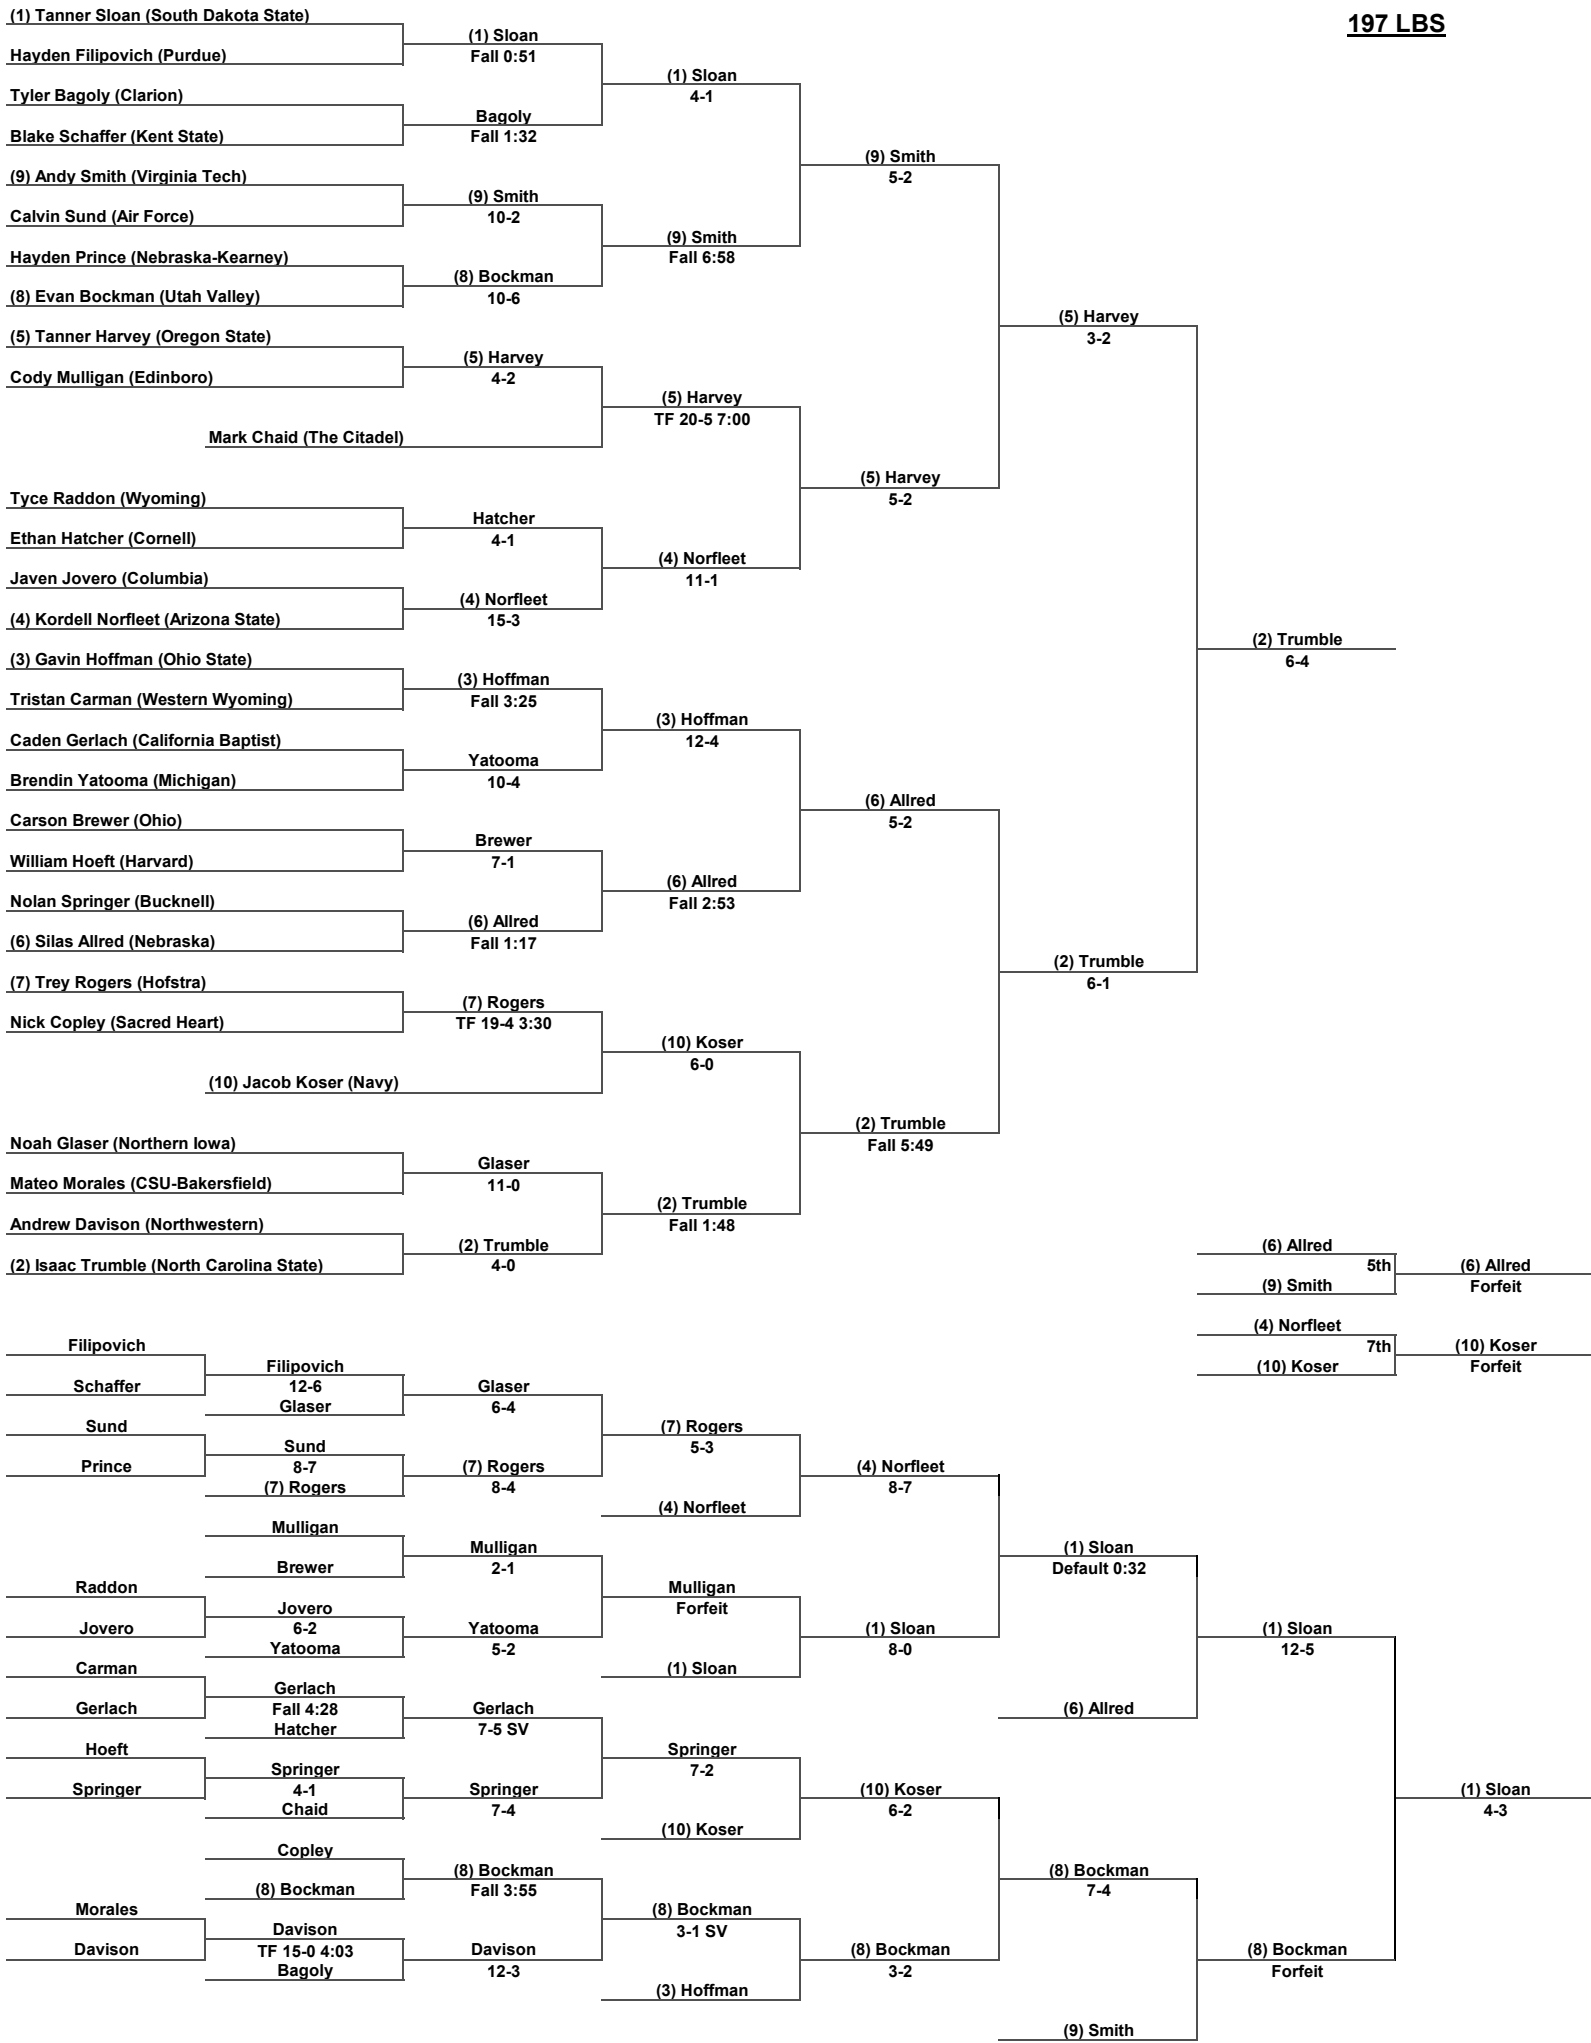 (1) Tanner Sloan (South Dakota State)
197 LBS
(1) Sloan
Hayden Filipovich (Purdue)
Fall 0:51
(1) Sloan
Tyler Bagoly (Clarion)
4-1
Bagoly
Blake Schaffer (Kent State)
Fall 1:32
(9) Smith
(9) Andy Smith (Virginia Tech)
5-2
(9) Smith
Calvin Sund (Air Force)
10-2
(9) Smith
Hayden Prince (Nebraska-Kearney)
Fall 6:58
(8) Bockman
(8) Evan Bockman (Utah Valley)
10-6
(5) Harvey
(5) Tanner Harvey (Oregon State)
3-2
(5) Harvey
Cody Mulligan (Edinboro)
4-2
(5) Harvey
TF 20-5 7:00
Mark Chaid (The Citadel)
(5) Harvey
Tyce Raddon (Wyoming)
5-2
Hatcher
Ethan Hatcher (Cornell)
4-1
(4) Norfleet
Javen Jovero (Columbia)
11-1
(4) Norfleet
(4) Kordell Norfleet (Arizona State)
15-3
(2) Trumble
(3) Gavin Hoffman (Ohio State)
6-4
(3) Hoffman
Tristan Carman (Western Wyoming)
Fall 3:25
(3) Hoffman
Caden Gerlach (California Baptist)
12-4
Yatooma
Brendin Yatooma (Michigan)
10-4
(6) Allred
Carson Brewer (Ohio)
5-2
Brewer
William Hoeft (Harvard)
7-1
(6) Allred
Nolan Springer (Bucknell)
Fall 2:53
(6) Allred
(6) Silas Allred (Nebraska)
Fall 1:17
(2) Trumble
(7) Trey Rogers (Hofstra)
6-1
(7) Rogers
Nick Copley (Sacred Heart)
TF 19-4 3:30
(10) Koser
6-0
(10) Jacob Koser (Navy)
(2) Trumble
Noah Glaser (Northern Iowa)
Fall 5:49
Glaser
Mateo Morales (CSU-Bakersfield)
11-0
(2) Trumble
Andrew Davison (Northwestern)
Fall 1:48
(2) Trumble
(6) Allred
(2) Isaac Trumble (North Carolina State)
4-0
5th
(6) Allred
(9) Smith
Forfeit
(4) Norfleet
Filipovich
7th
(10) Koser
Filipovich
(10) Koser
Forfeit
Schaffer
12-6
Glaser
Glaser
6-4
Sund
(7) Rogers
Sund
5-3
Prince
8-7
(7) Rogers
(4) Norfleet
(7) Rogers
8-4
8-7
(4) Norfleet
Mulligan
Mulligan
(1) Sloan
Brewer
2-1
Default 0:32
Raddon
Mulligan
Jovero
Forfeit
Jovero
6-2
Yatooma
(1) Sloan
(1) Sloan
Yatooma
5-2
8-0
12-5
Carman
(1) Sloan
Gerlach
Gerlach
Fall 4:28
Gerlach
(6) Allred
Hatcher
7-5 SV
Hoeft
Springer
Springer
7-2
Springer
4-1
Springer
(10) Koser
(1) Sloan
Chaid
7-4
6-2
4-3
(10) Koser
Copley
(8) Bockman
(8) Bockman
(8) Bockman
Fall 3:55
7-4
Morales
(8) Bockman
Davison
3-1 SV
Davison
TF 15-0 4:03
Davison
(8) Bockman
(8) Bockman
Bagoly
12-3
3-2
Forfeit
(3) Hoffman
(9) Smith